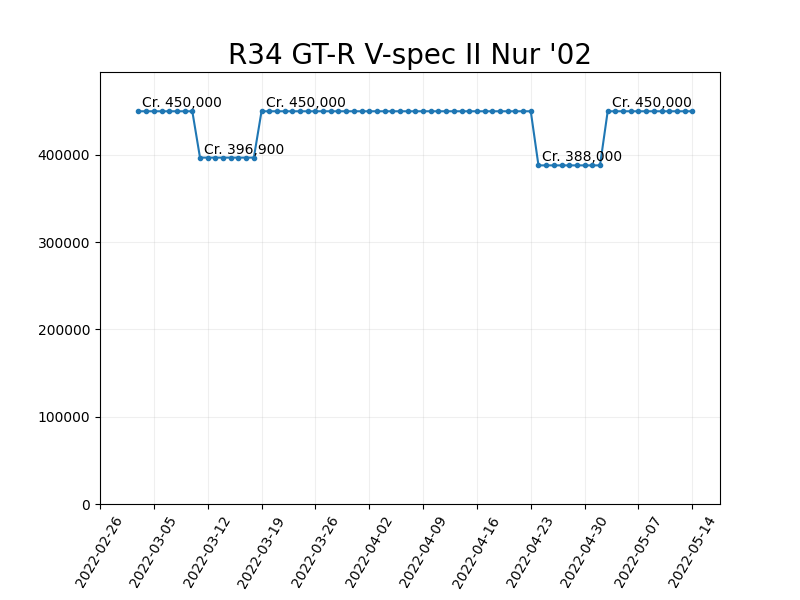 R34 GT-R V-spec II Nur '02
Cr. 450,000
Cr. 450,000
Cr. 450,000
Cr. 396,900
Cr. 388,000
400000
300000
200000
100000
0
2022-02-26
2022-03-05
2022-03-12
2022-03-19
2022-03-26
2022-04-02
2022-04-09
2022-04-16
2022-04-23
2022-04-30
2022-05-07
2022-05-14